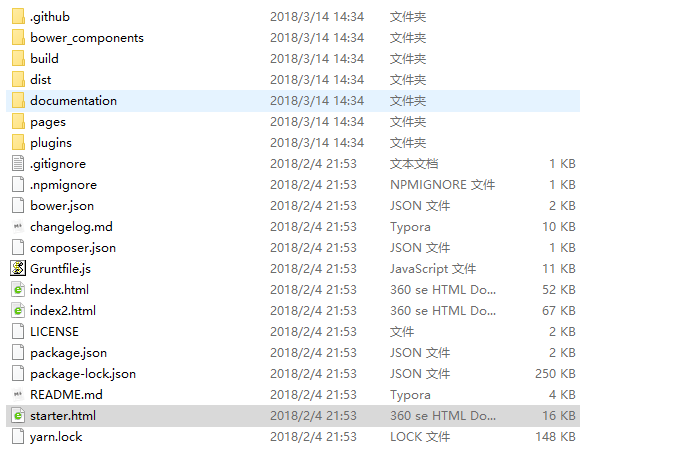 .github 2018/3/14 14:34 文件夹
bower_components 2018/3/14 14:34 文件夹
build 2018/3/14 14:34 文件夹
dist 2018/3/14 14:34 文件夹
documentation 2018/3/14 14:34 文件夹
pages 2018/3/14 14:34 文件夹
plugins 2018/3/14 14:34 文件夹
.gitignore 2018/2/4 21:53 文本文档 1 KB
.npmignore 2018/2/4 21:53 NPMIGNORE 文件 1 KB
bower.json 2018/2/4 21:53 JSON 文件 2 KB
changelog.md 2018/2/4 21:53 Typora 10 KB
composer.json 2018/2/4 21:53 JSON 文件 1 KB
Gruntfile.js 2018/2/4 21:53 JavaScript 文件 11 KB
index.html 2018/2/4 21:53 360 se HTML Do... 52 KB
index2.html 2018/2/4 21:53 360 se HTML Do... 67 KB
LICENSE 2018/2/4 21:53 文件 2 KB
package.json 2018/2/4 21:53 JSON 文件 2 KB
package-lock.json 2018/2/4 21:53 JSON 文件 250 KB
README.md 2018/2/4 21:53 Typora 4 KB
starter.html 2018/2/4 21:53 360 se HTML Do... 16 KB
yarn.lock 2018/2/4 21:53 LOCK 文件 148 KB